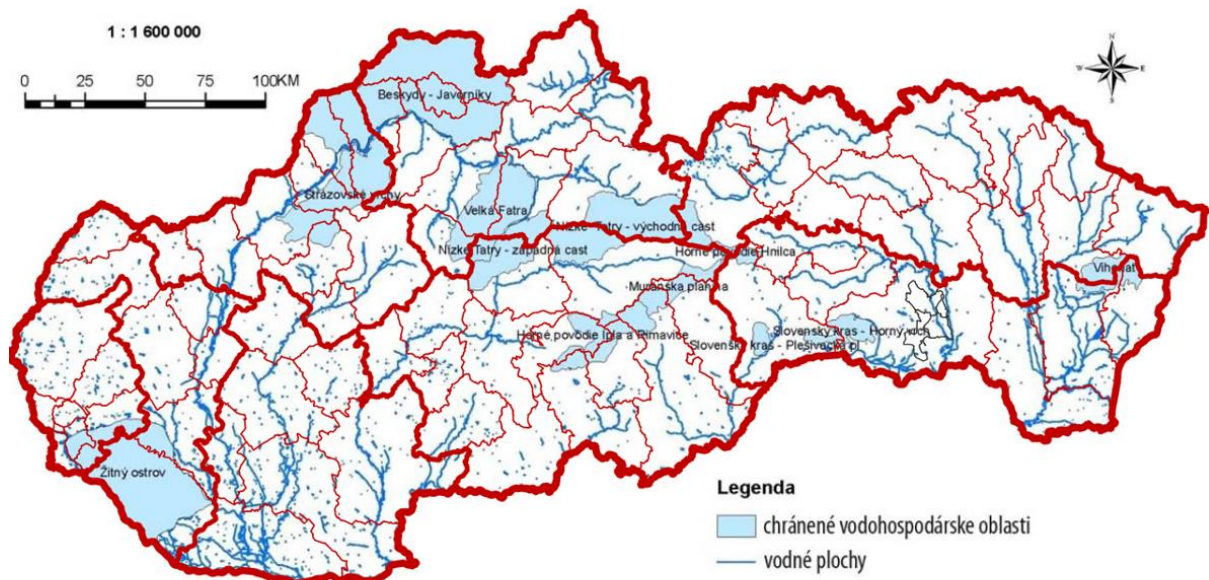 1 : 1 600 000
0 25 50 75 100KM
N
W E
S
Beskydy - Javorníky
Strážovské vrchy
Veľká Fatra
Nízke Tatry - východná cast
Nízke Tatry - západná cast
Horné povodie Hnilca
Vihorlat
Muránska planina
Horné povodie Ipľa a Rimavice
Slovenský kras - Horný vrch
Slovenský kras - Plešivecká pl
Žitný ostrov
Legenda
chránené vodohospodárske oblasti
vodné plochy